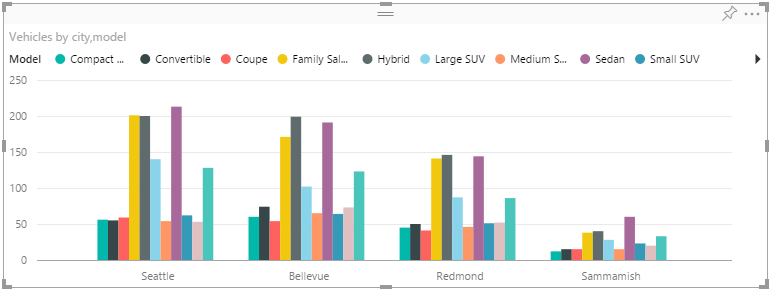 Vehicles by city,model
Model Compact ... Convertible Coupe Family Sal... Hybrid Large SUV Medium S... Sedan Small SUV
250
200
150
100
50
0
Seattle Bellevue Redmond Sammamish